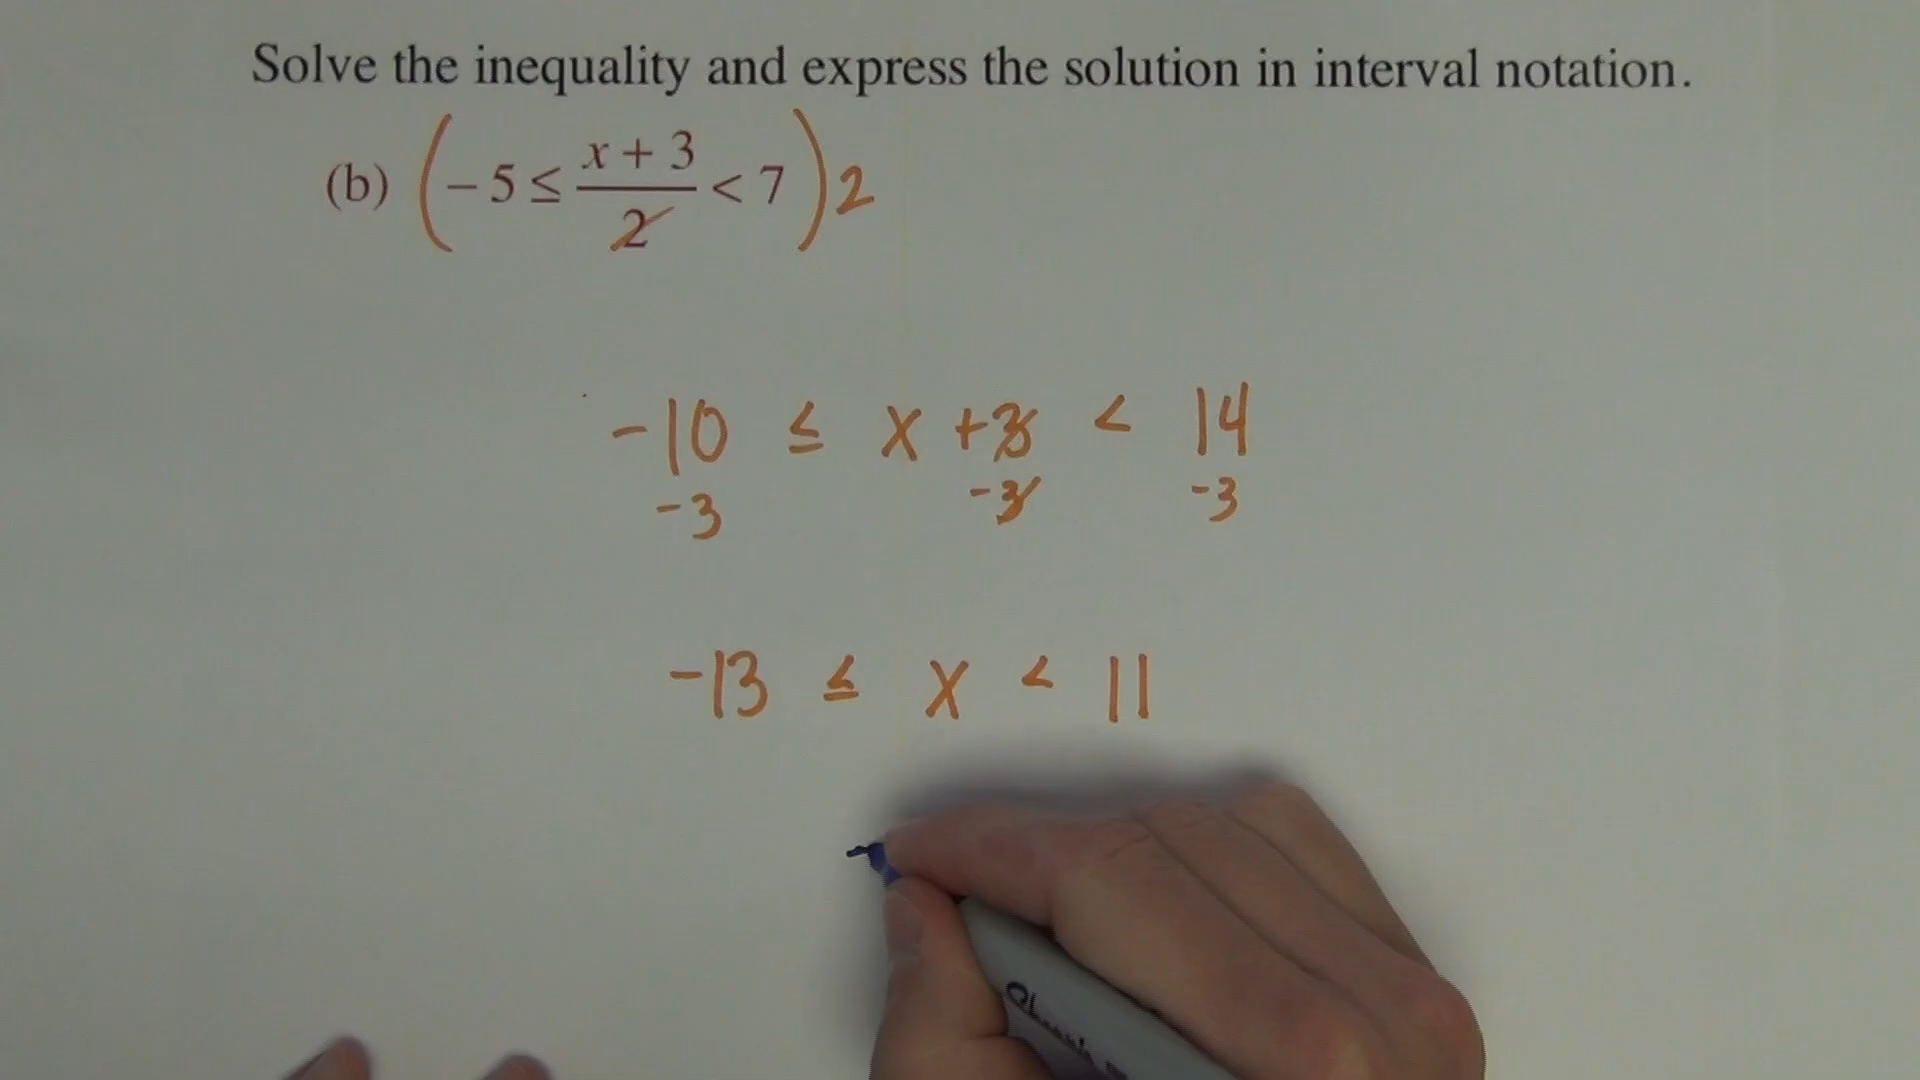 Solve the inequality and express the solution in interval notation.
(b) (-5 ≤ x + 3 / 2 < 7) 2
-10 ≤ x +3 < 14
-3 -3 -3
-13 ≤ x < 11